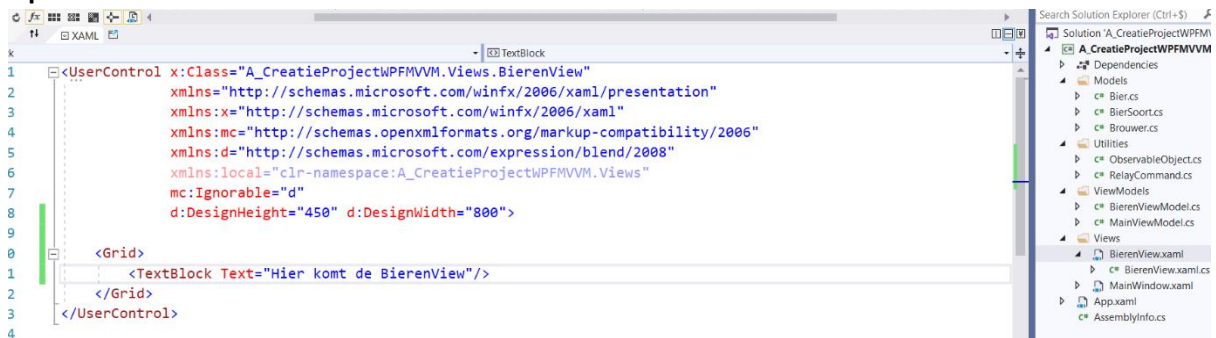 Search Solution Explorer (Ctrl+$)
XAML
TextBlock
<UserControl x:Class="A_CreatieProjectWPFMVVM.Views.BierenView"
xmlns="http://schemas.microsoft.com/winfx/2006/xaml/presentation"
xmlns:x="http://schemas.microsoft.com/winfx/2006/xaml"
xmlns:mc="http://schemas.openxmlformats.org/markup-compatibility/2006"
xmlns:d="http://schemas.microsoft.com/expression/blend/2008"
xmlns:local="clr-namespace:A_CreatieProjectWPFMVVM.Views"
mc:Ignorable="d"
d:DesignHeight="450" d:DesignWidth="800">
<Grid>
<TextBlock Text="Hier komt de BierenView"/>
</Grid>
</UserControl>
1
2
3
4
5
6
7
8
9
0
1
2
3
4
Solution 'A_CreatieProjectWPFMV
C# A_CreatieProjectWPFMVVM
Dependencies
Models
C# Bier.cs
C# BierSoort.cs
C# Brouwer.cs
Utilities
C# ObservableObject.cs
C# RelayCommand.cs
ViewModels
C# BierenViewModel.cs
C# MainViewModel.cs
Views
BierenView.xaml
C# BierenView.xaml.cs
MainWindow.xaml
App.xaml
C# AssemblyInfo.cs